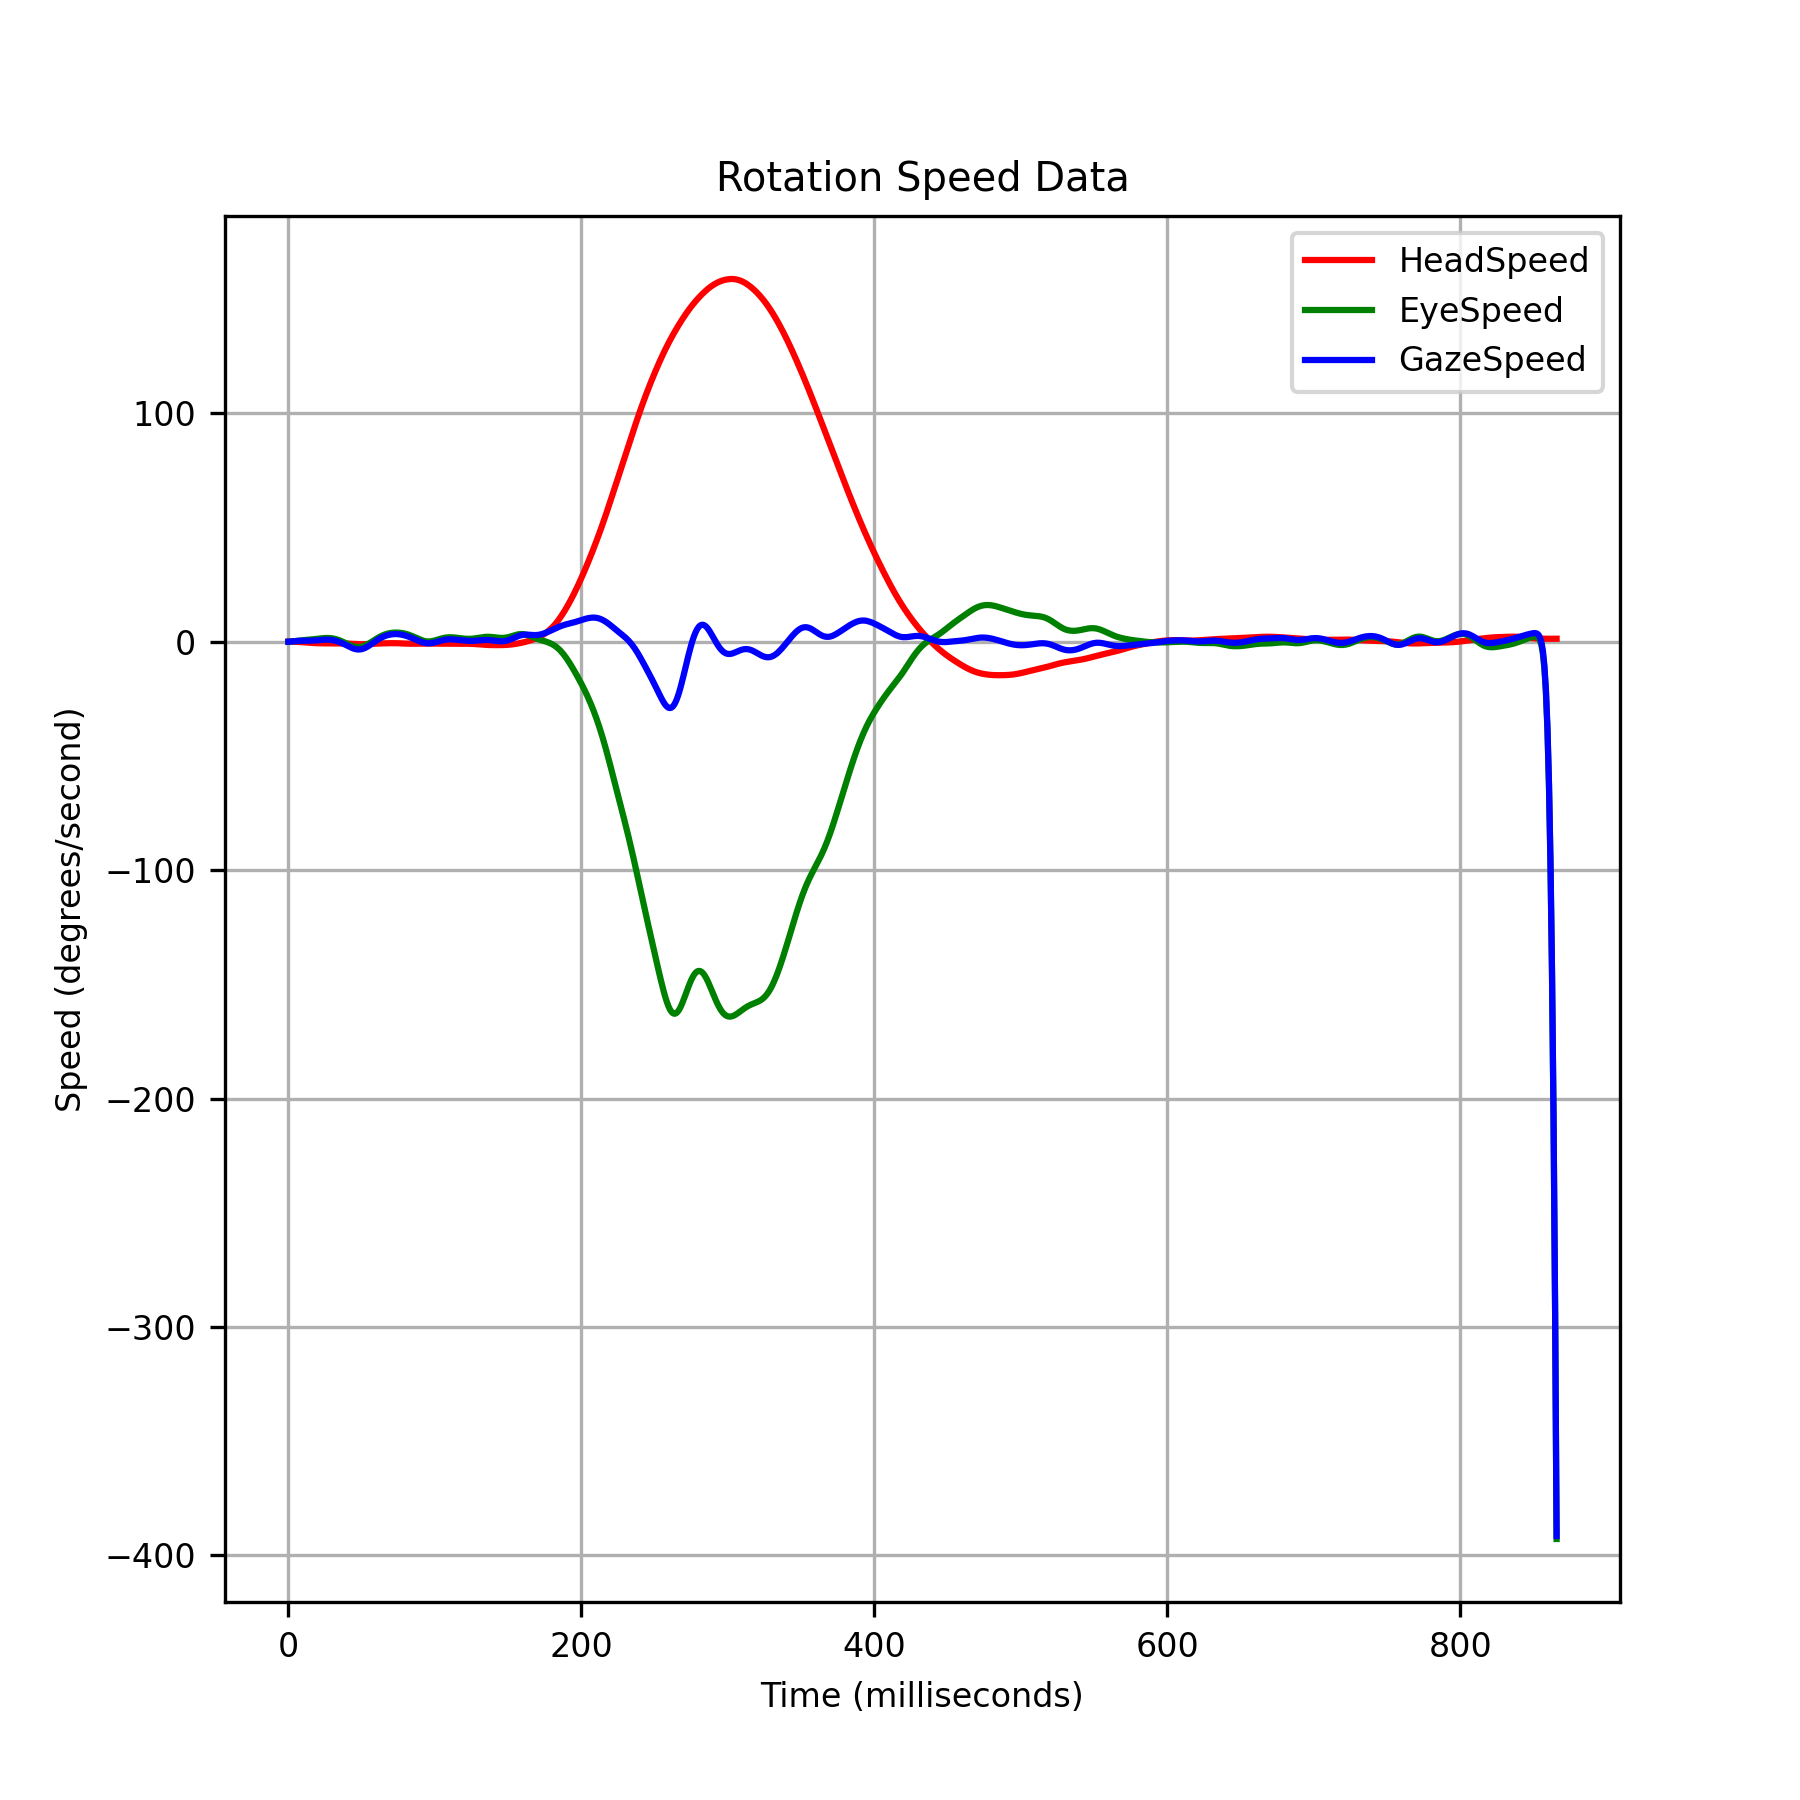 Rotation Speed Data
HeadSpeed
EyeSpeed
GazeSpeed
100
0
−100
−200
−300
−400
Speed (degrees/second)
0 200 400 600 800
Time (milliseconds)